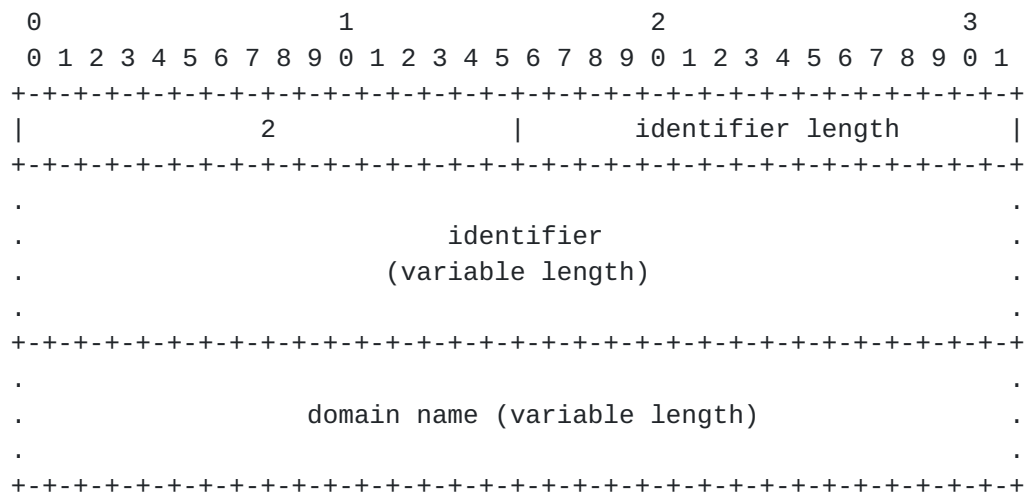 0                   1                   2                   3
 0 1 2 3 4 5 6 7 8 9 0 1 2 3 4 5 6 7 8 9 0 1 2 3 4 5 6 7 8 9 0 1
+-+-+-+-+-+-+-+-+-+-+-+-+-+-+-+-+-+-+-+-+-+-+-+-+-+-+-+-+-+-+-+-+
|               2               |       identifier length       |
+-+-+-+-+-+-+-+-+-+-+-+-+-+-+-+-+-+-+-+-+-+-+-+-+-+-+-+-+-+-+-+-+
.                                                               .
.                           identifier                          .
.                       (variable length)                       .
.                                                               .
+-+-+-+-+-+-+-+-+-+-+-+-+-+-+-+-+-+-+-+-+-+-+-+-+-+-+-+-+-+-+-+-+
.                                                               .
.                  domain name (variable length)                .
.                                                               .
+-+-+-+-+-+-+-+-+-+-+-+-+-+-+-+-+-+-+-+-+-+-+-+-+-+-+-+-+-+-+-+-+